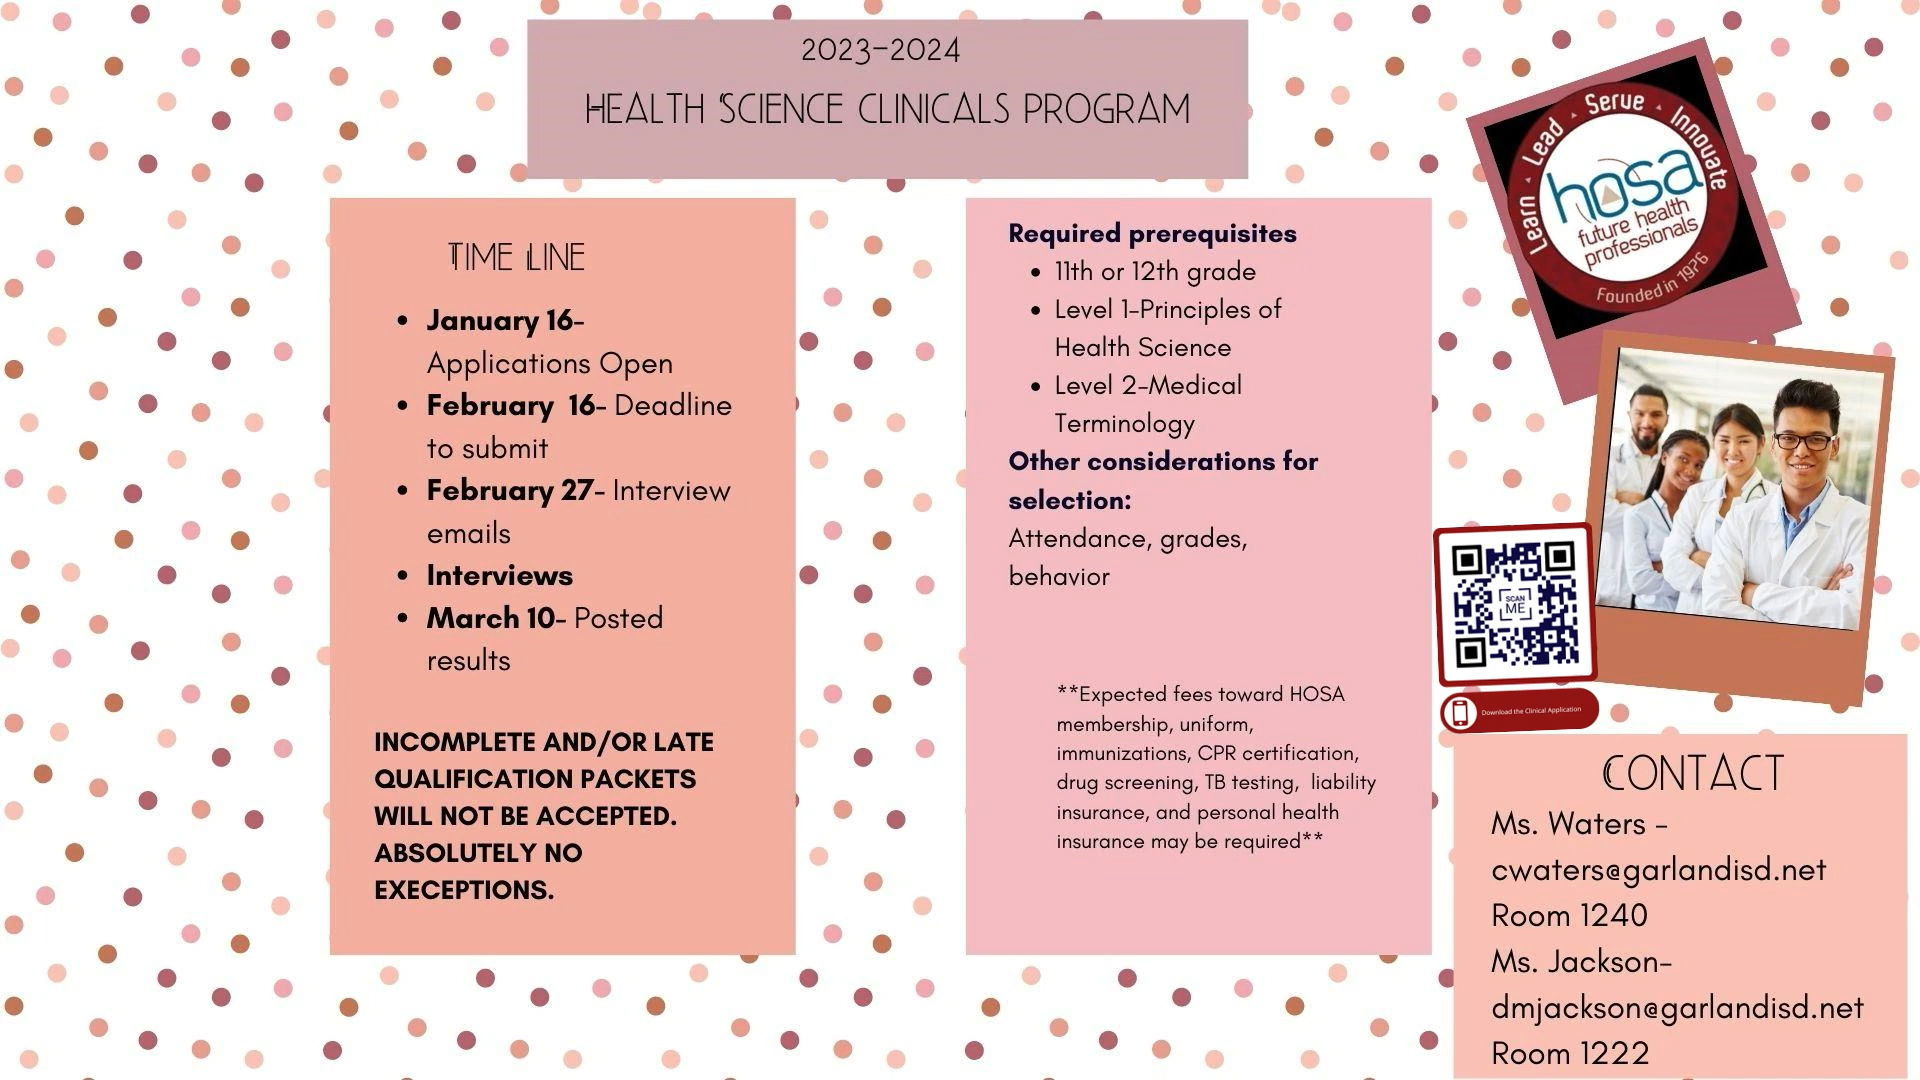 2023-2024
HEALTH SCIENCE CLINICALS PROGRAM
TIME LINE
January 16-
Applications Open
February 16- Deadline
to submit
February 27- Interview
emails
Interviews
March 10- Posted
results
INCOMPLETE AND/OR LATE
QUALIFICATION PACKETS
WILL NOT BE ACCEPTED.
ABSOLUTELY NO
EXECEPTIONS.
Required prerequisites
11th or 12th grade
Level 1-Principles of
Health Science
Level 2-Medical
Terminology
Other considerations for
selection:
Attendance, grades,
behavior
**Expected fees toward HOSA
membership, uniform,
immunizations, CPR certification,
drug screening, TB testing, liability
insurance, and personal health
insurance may be required**
Learn Lead Serve Innovate
hosa
future health
professionals
Founded in 1976
SCAN
ME
Download the Clinical Application
CONTACT
Ms. Waters -
cwaters@garlandisd.net
Room 1240
Ms. Jackson-
dmjackson@garlandisd.net
Room 1222